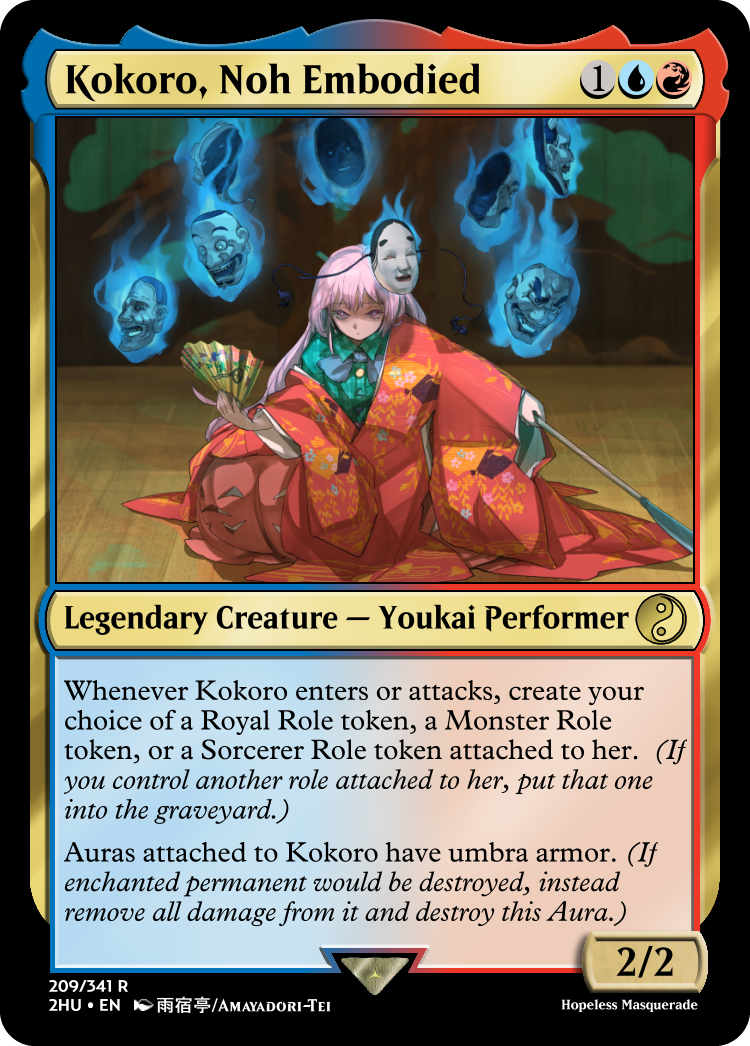 Kokoro, Noh Embodied 1
Legendary Creature — Youkai Performer
Whenever Kokoro enters or attacks, create your
choice of a Royal Role token, a Monster Role
token, or a Sorcerer Role token attached to her. (If
you control another role attached to her, put that one
into the graveyard.)
Auras attached to Kokoro have umbra armor. (If
enchanted permanent would be destroyed, instead
remove all damage from it and destroy this Aura.)
2/2
209/341 R
2HU • EN 雨宿亭/Amayadori-Tei
Hopeless Masquerade